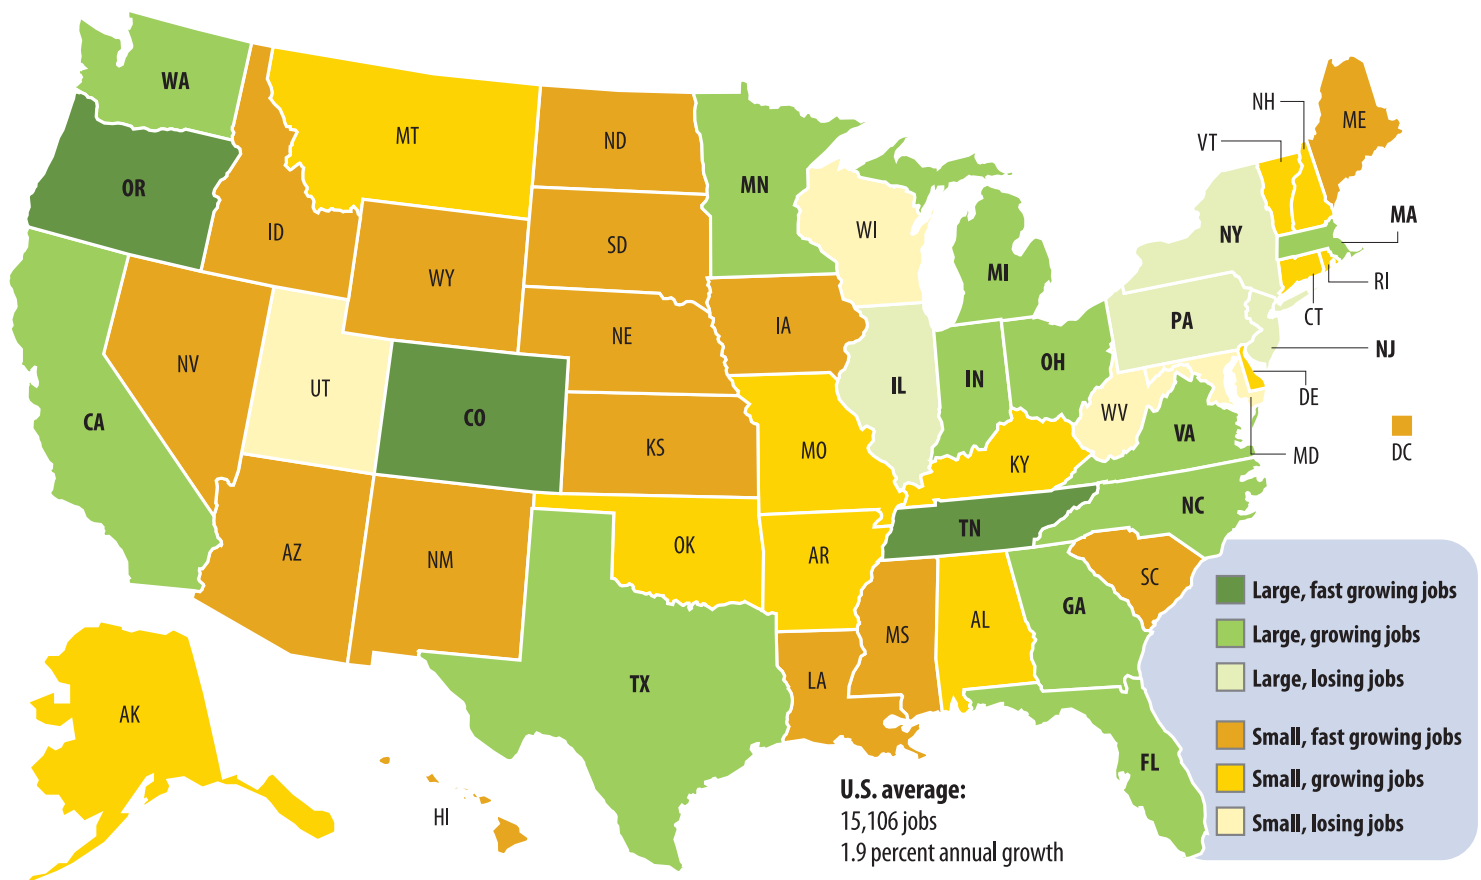 WA
OR
CA
ID
NV
MT
WY
UT
CO
AZ
NM
ND
SD
NE
KS
OK
TX
MN
IA
MO
AR
LA
WI
IL
MI
IN
OH
KY
TN
MS
AL
GA
FL
SC
NC
VA
WV
PA
NY
VT
NH
ME
MA
RI
CT
NJ
DE
MD
DC
AK
HI
U.S. average:
15,106 jobs
1.9 percent annual growth
Large, fast growing jobs
Large, growing jobs
Large, losing jobs
Small, fast growing jobs
Small, growing jobs
Small, losing jobs